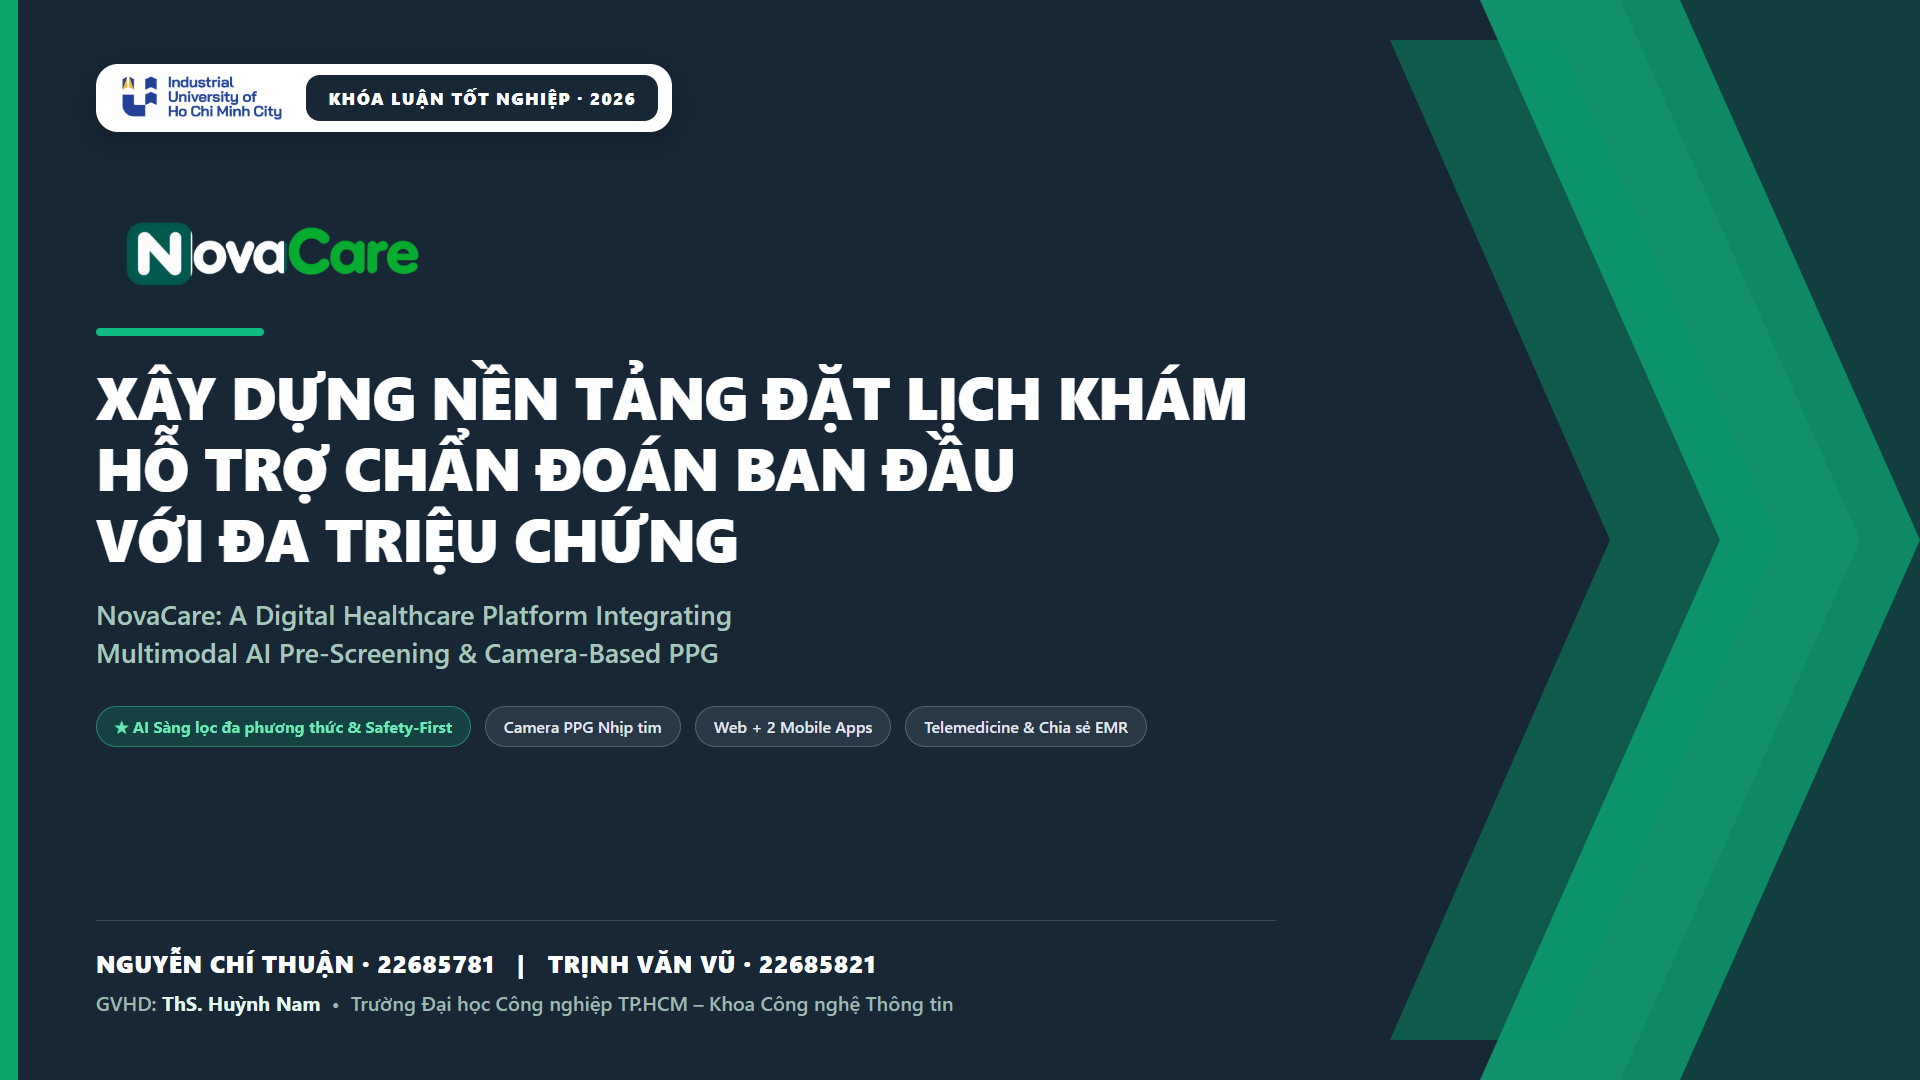 Industrial
University of
Ho Chi Minh City
KHÓA LUẬN TỐT NGHIỆP · 2026
NovaCare
XÂY DỰNG NỀN TẢNG ĐẶT LỊCH KHÁM
HỖ TRỢ CHẨN ĐOÁN BAN ĐẦU
VỚI ĐA TRIỆU CHỨNG
NovaCare: A Digital Healthcare Platform Integrating
Multimodal AI Pre-Screening & Camera-Based PPG
★ AI Sàng lọc đa phương thức & Safety-First
Camera PPG Nhịp tim
Web + 2 Mobile Apps
Telemedicine & Chia sẻ EMR
NGUYỄN CHÍ THUẬN · 22685781 | TRỊNH VĂN VŨ · 22685821
GVHD: ThS. Huỳnh Nam • Trường Đại học Công nghiệp TP.HCM – Khoa Công nghệ Thông tin